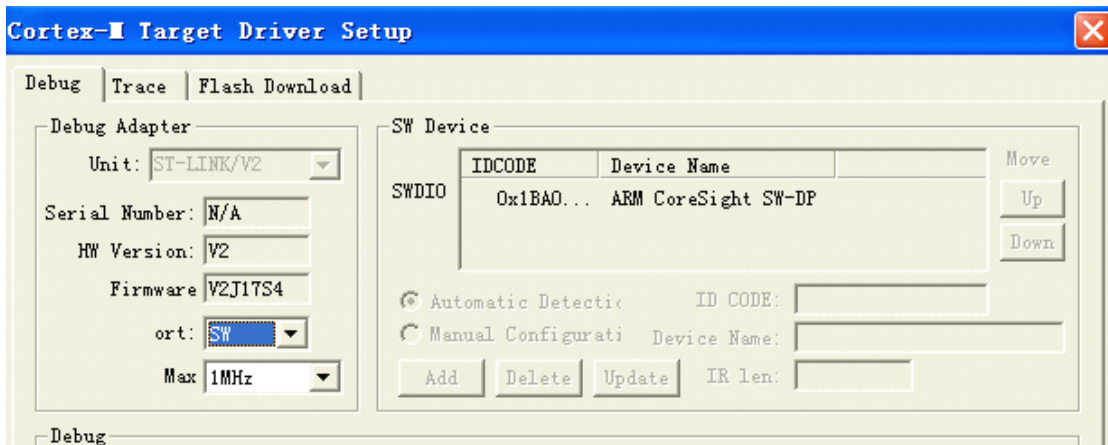 Cortex-M Target Driver Setup
Debug Trace Flash Download
Debug Adapter
Unit: ST-LINK/V2
Serial Number: N/A
HW Version: V2
Firmware V2J17S4
ort: SW
Max 1MHz
SW Device
IDCODE Device Name
SWDIO 0x1BA0... ARM CoreSight SW-DP
Move
Up
Down
Automatic Detectic ID CODE:
Manual Configurati Device Name:
Add Delete Update IR len:
Debug